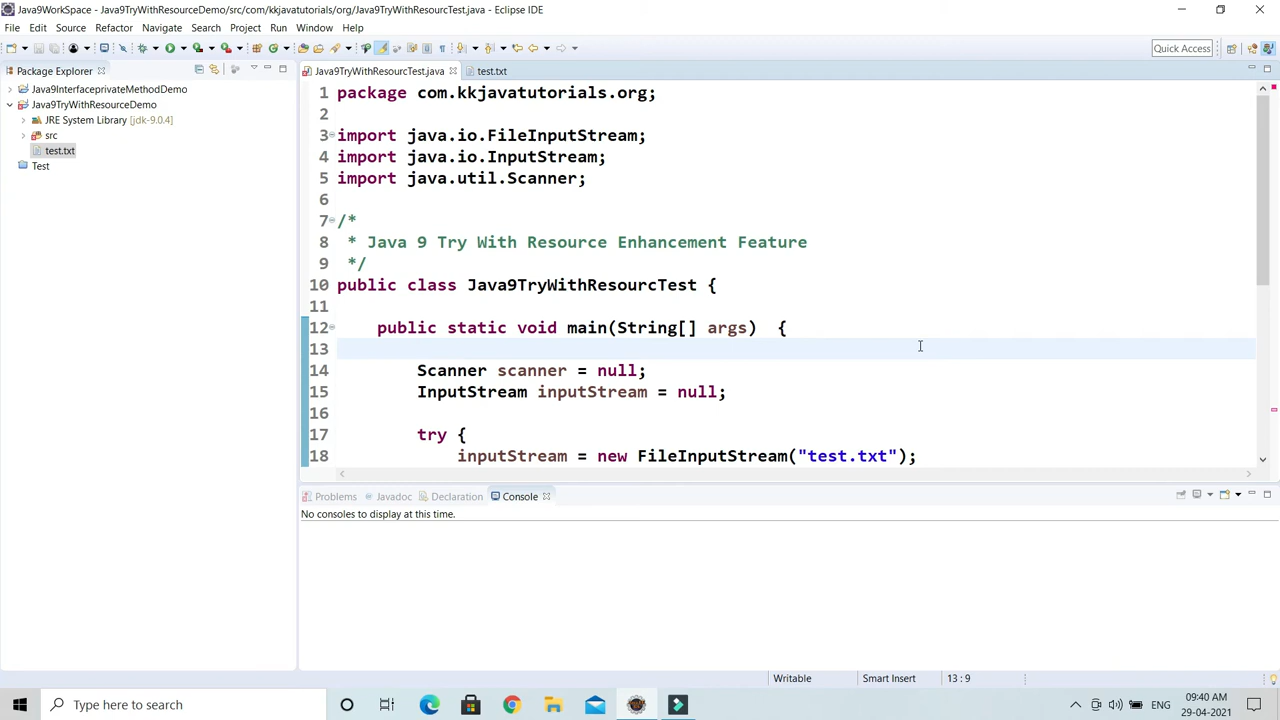 Java9WorkSpace - Java9TryWithResourceDemo/src/com/kkjavatutorials/org/Java9TryWithResourcTest.java - Eclipse IDE
File Edit Source Refactor Navigate Search Project Run Window Help
Quick Access
Package Explorer
Java9InterfaceprivateMethodDemo
Java9TryWithResourceDemo
JRE System Library [jdk-9.0.4]
src
test.txt
Test
Java9TryWithResourcTest.java test.txt
1 package com.kkjavatutorials.org;
2
3 import java.io.FileInputStream;
4 import java.io.InputStream;
5 import java.util.Scanner;
6
7 /*
8 * Java 9 Try With Resource Enhancement Feature
9 */
10 public class Java9TryWithResourcTest {
11
12 public static void main(String[] args) {
13
14 Scanner scanner = null;
15 InputStream inputStream = null;
16
17 try {
18 inputStream = new FileInputStream("test.txt");
Problems Javadoc Declaration Console
No consoles to display at this time.
Writable Smart Insert 13 : 9
Type here to search
ENG
09:40 AM
29-04-2021